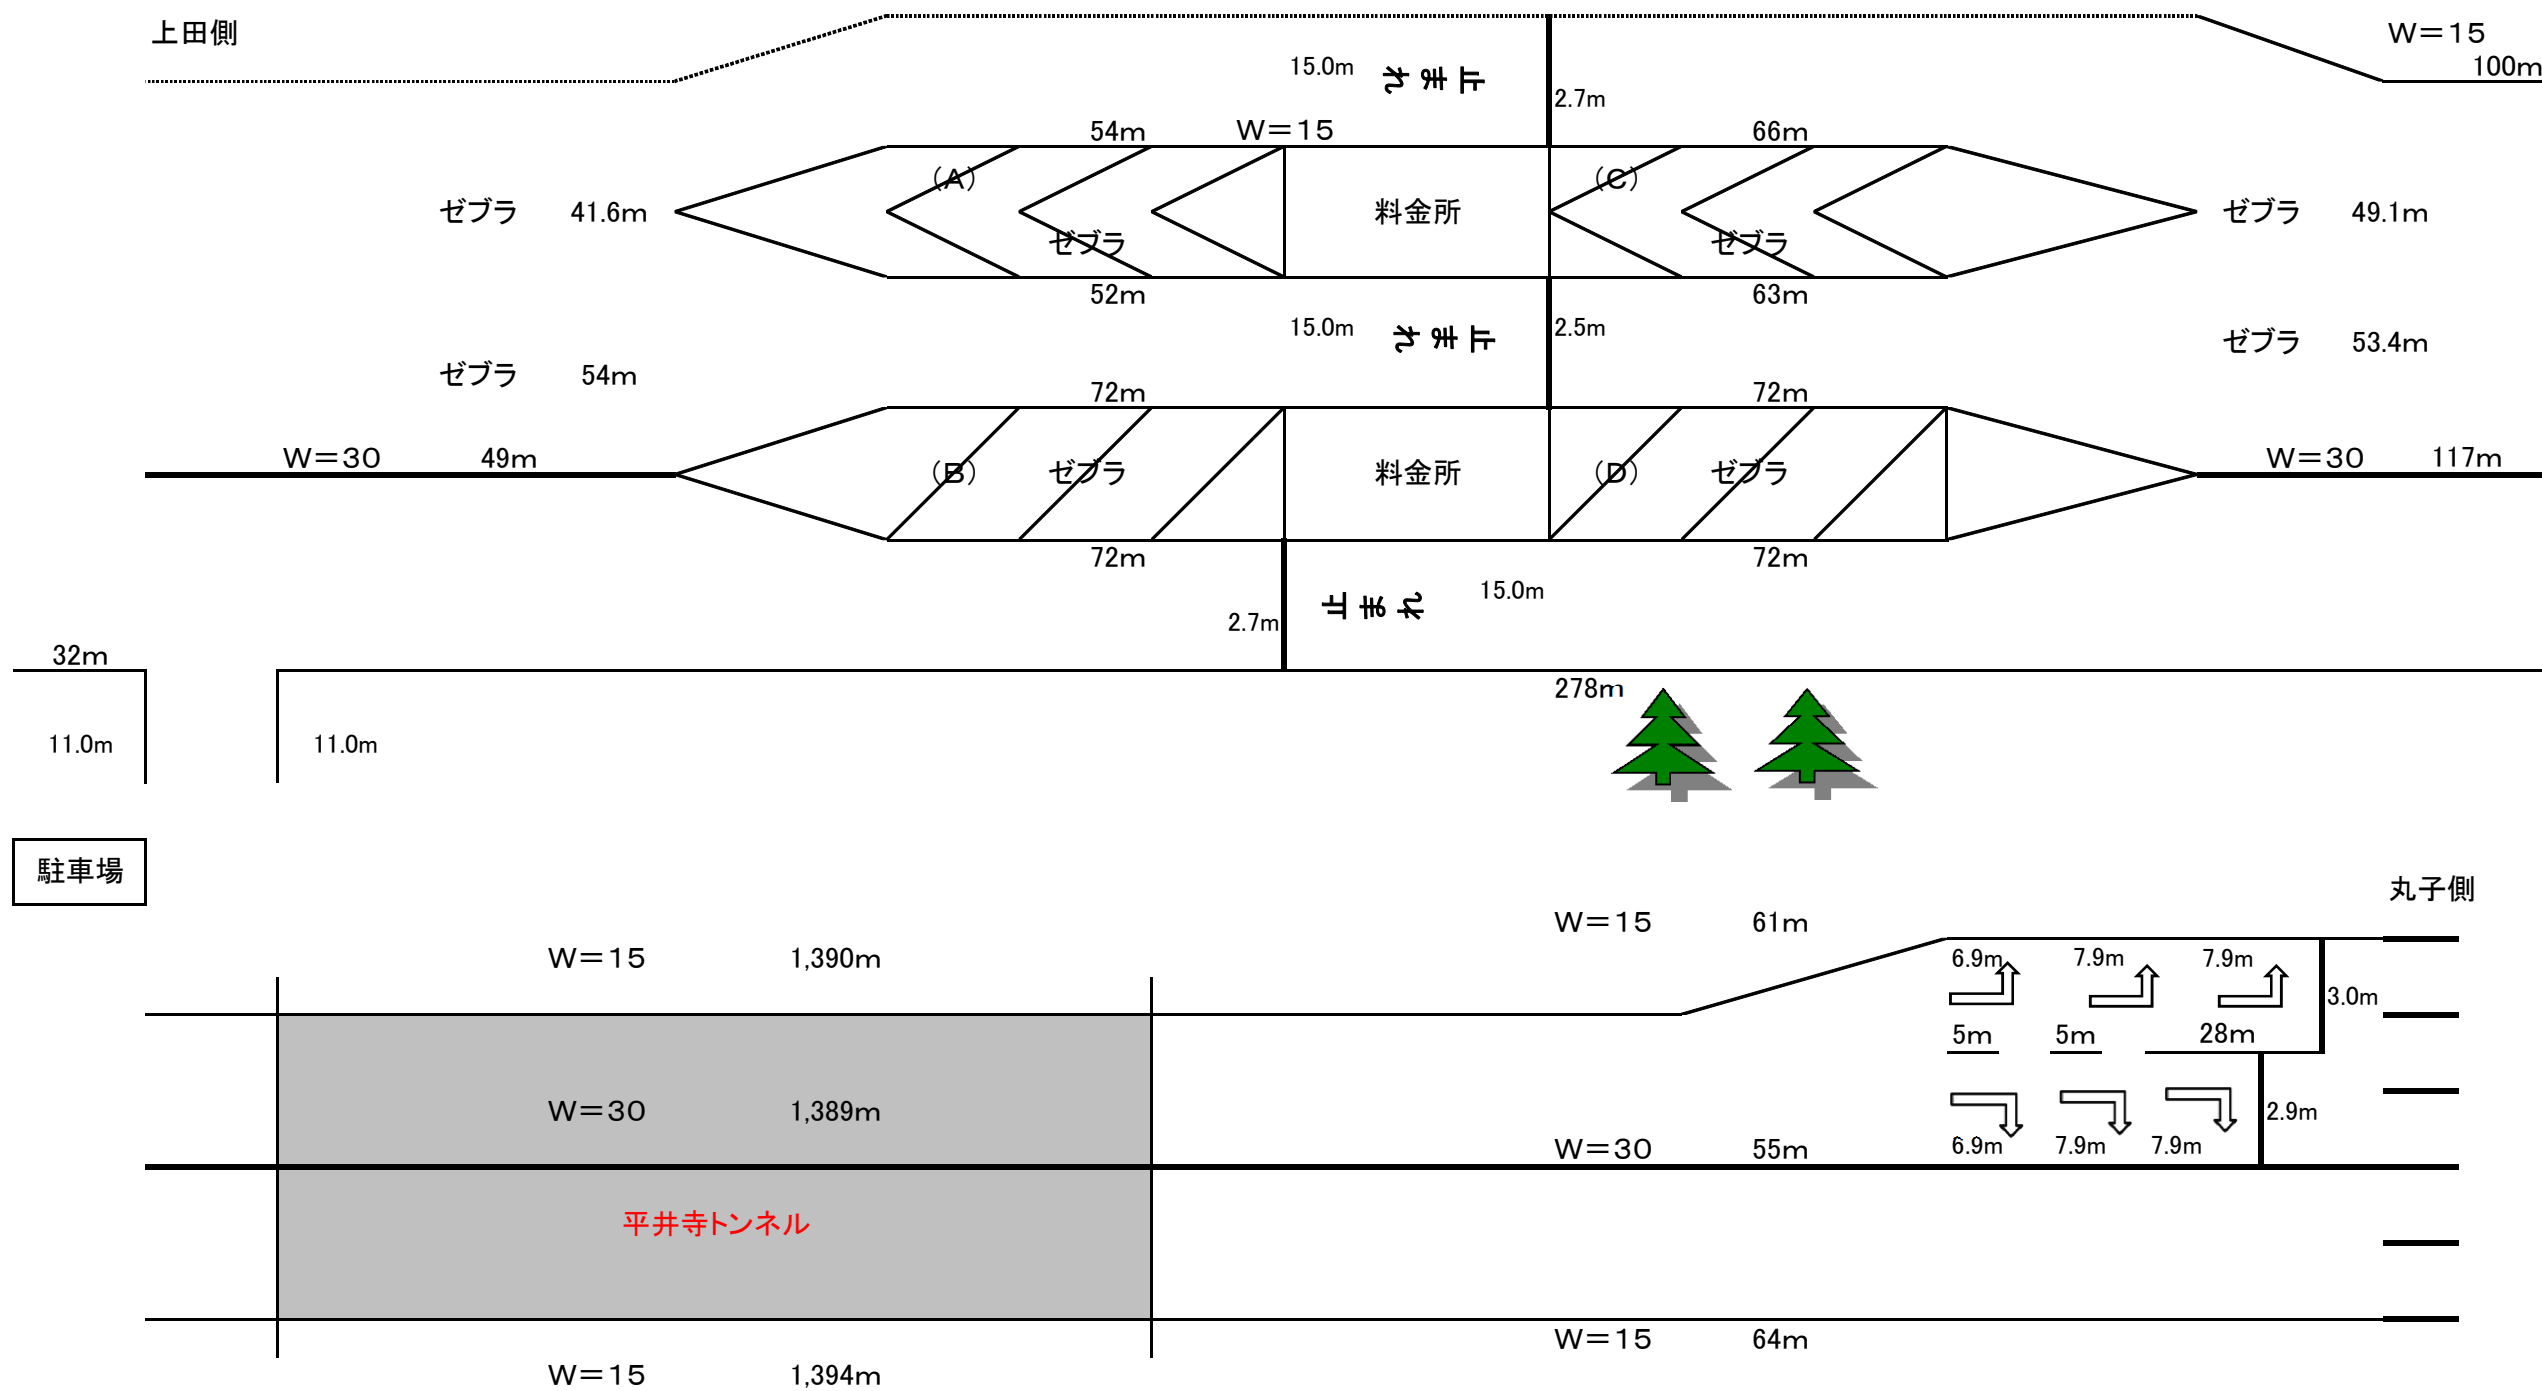 上田側
W=15
100m
15.0m
止まれ
2.7m
54m
W=15
66m
(A)
(C)
ゼブラ 41.6m
料金所
ゼブラ 49.1m
ゼブラ
ゼブラ
52m
63m
15.0m
止まれ
2.5m
ゼブラ 53.4m
ゼブラ 54m
72m
72m
W=30 49m
(B)
ゼブラ
料金所
(D)
ゼブラ
W=30 117m
72m
72m
15.0m
止まれ
2.7m
32m
278m
11.0m
11.0m
駐車場
丸子側
W=15 61m
W=15 1,390m
6.9m
7.9m
7.9m
3.0m
5m
5m
28m
W=30 1,389m
2.9m
W=30 55m
6.9m
7.9m
7.9m
平井寺トンネル
W=15 64m
W=15 1,394m